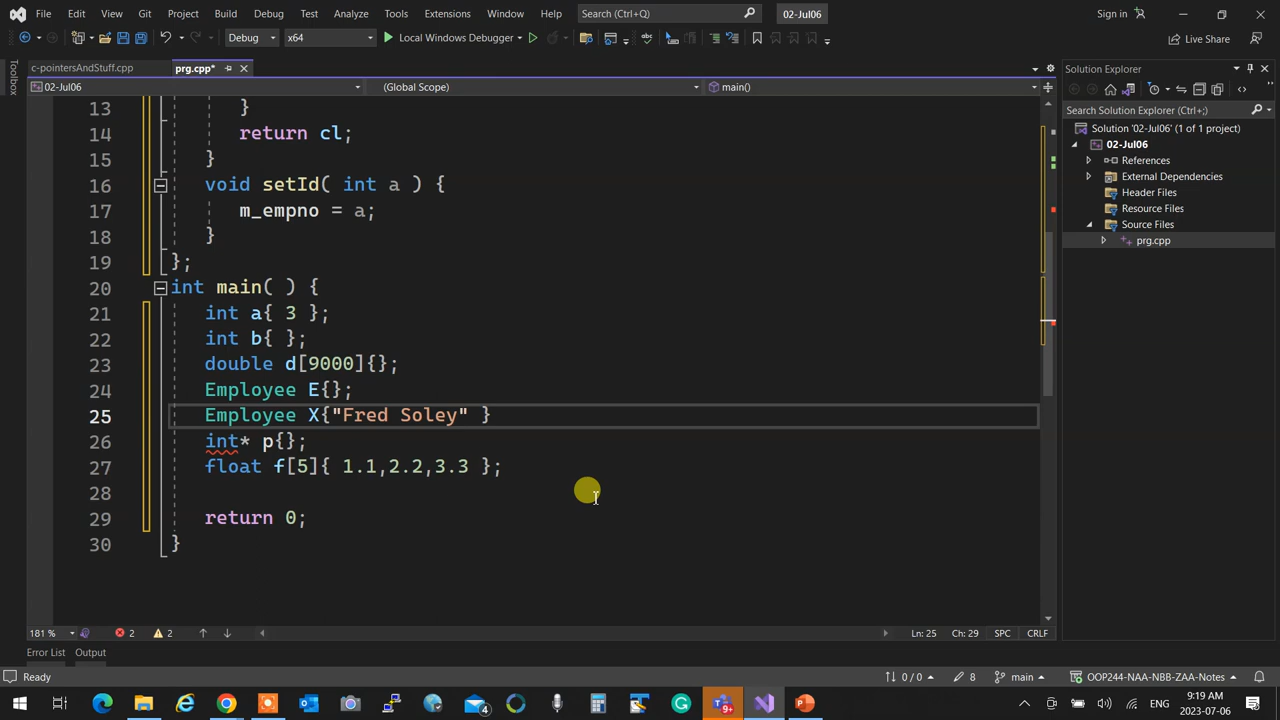 File Edit View Git Project Build Debug Test Analyze Tools Extensions Window Help Search (Ctrl+Q) 02-Jul06 Sign in
Debug x64 Local Windows Debugger Live Share
Toolbox
c-pointersAndStuff.cpp prg.cpp*
02-Jul06 (Global Scope) main()
13 }
14 return cl;
15 }
16 void setId( int a ) {
17 m_empno = a;
18 }
19 };
20 int main( ) {
21 int a{ 3 };
22 int b{ };
23 double d[9000]{};
24 Employee E{};
25 Employee X{"Fred Soley" }
26 int* p{};
27 float f[5]{ 1.1,2.2,3.3 };
28
29 return 0;
30 }
Solution Explorer
Search Solution Explorer (Ctrl+;)
Solution '02-Jul06' (1 of 1 project)
02-Jul06
References
External Dependencies
Header Files
Resource Files
Source Files
prg.cpp
181 % 2 2 Ln: 25 Ch: 29 SPC CRLF
Error List Output
Ready 0 / 0 8 main OOP244-NAA-NBB-ZAA-Notes
4 9+ 9:19 AM
2023-07-06